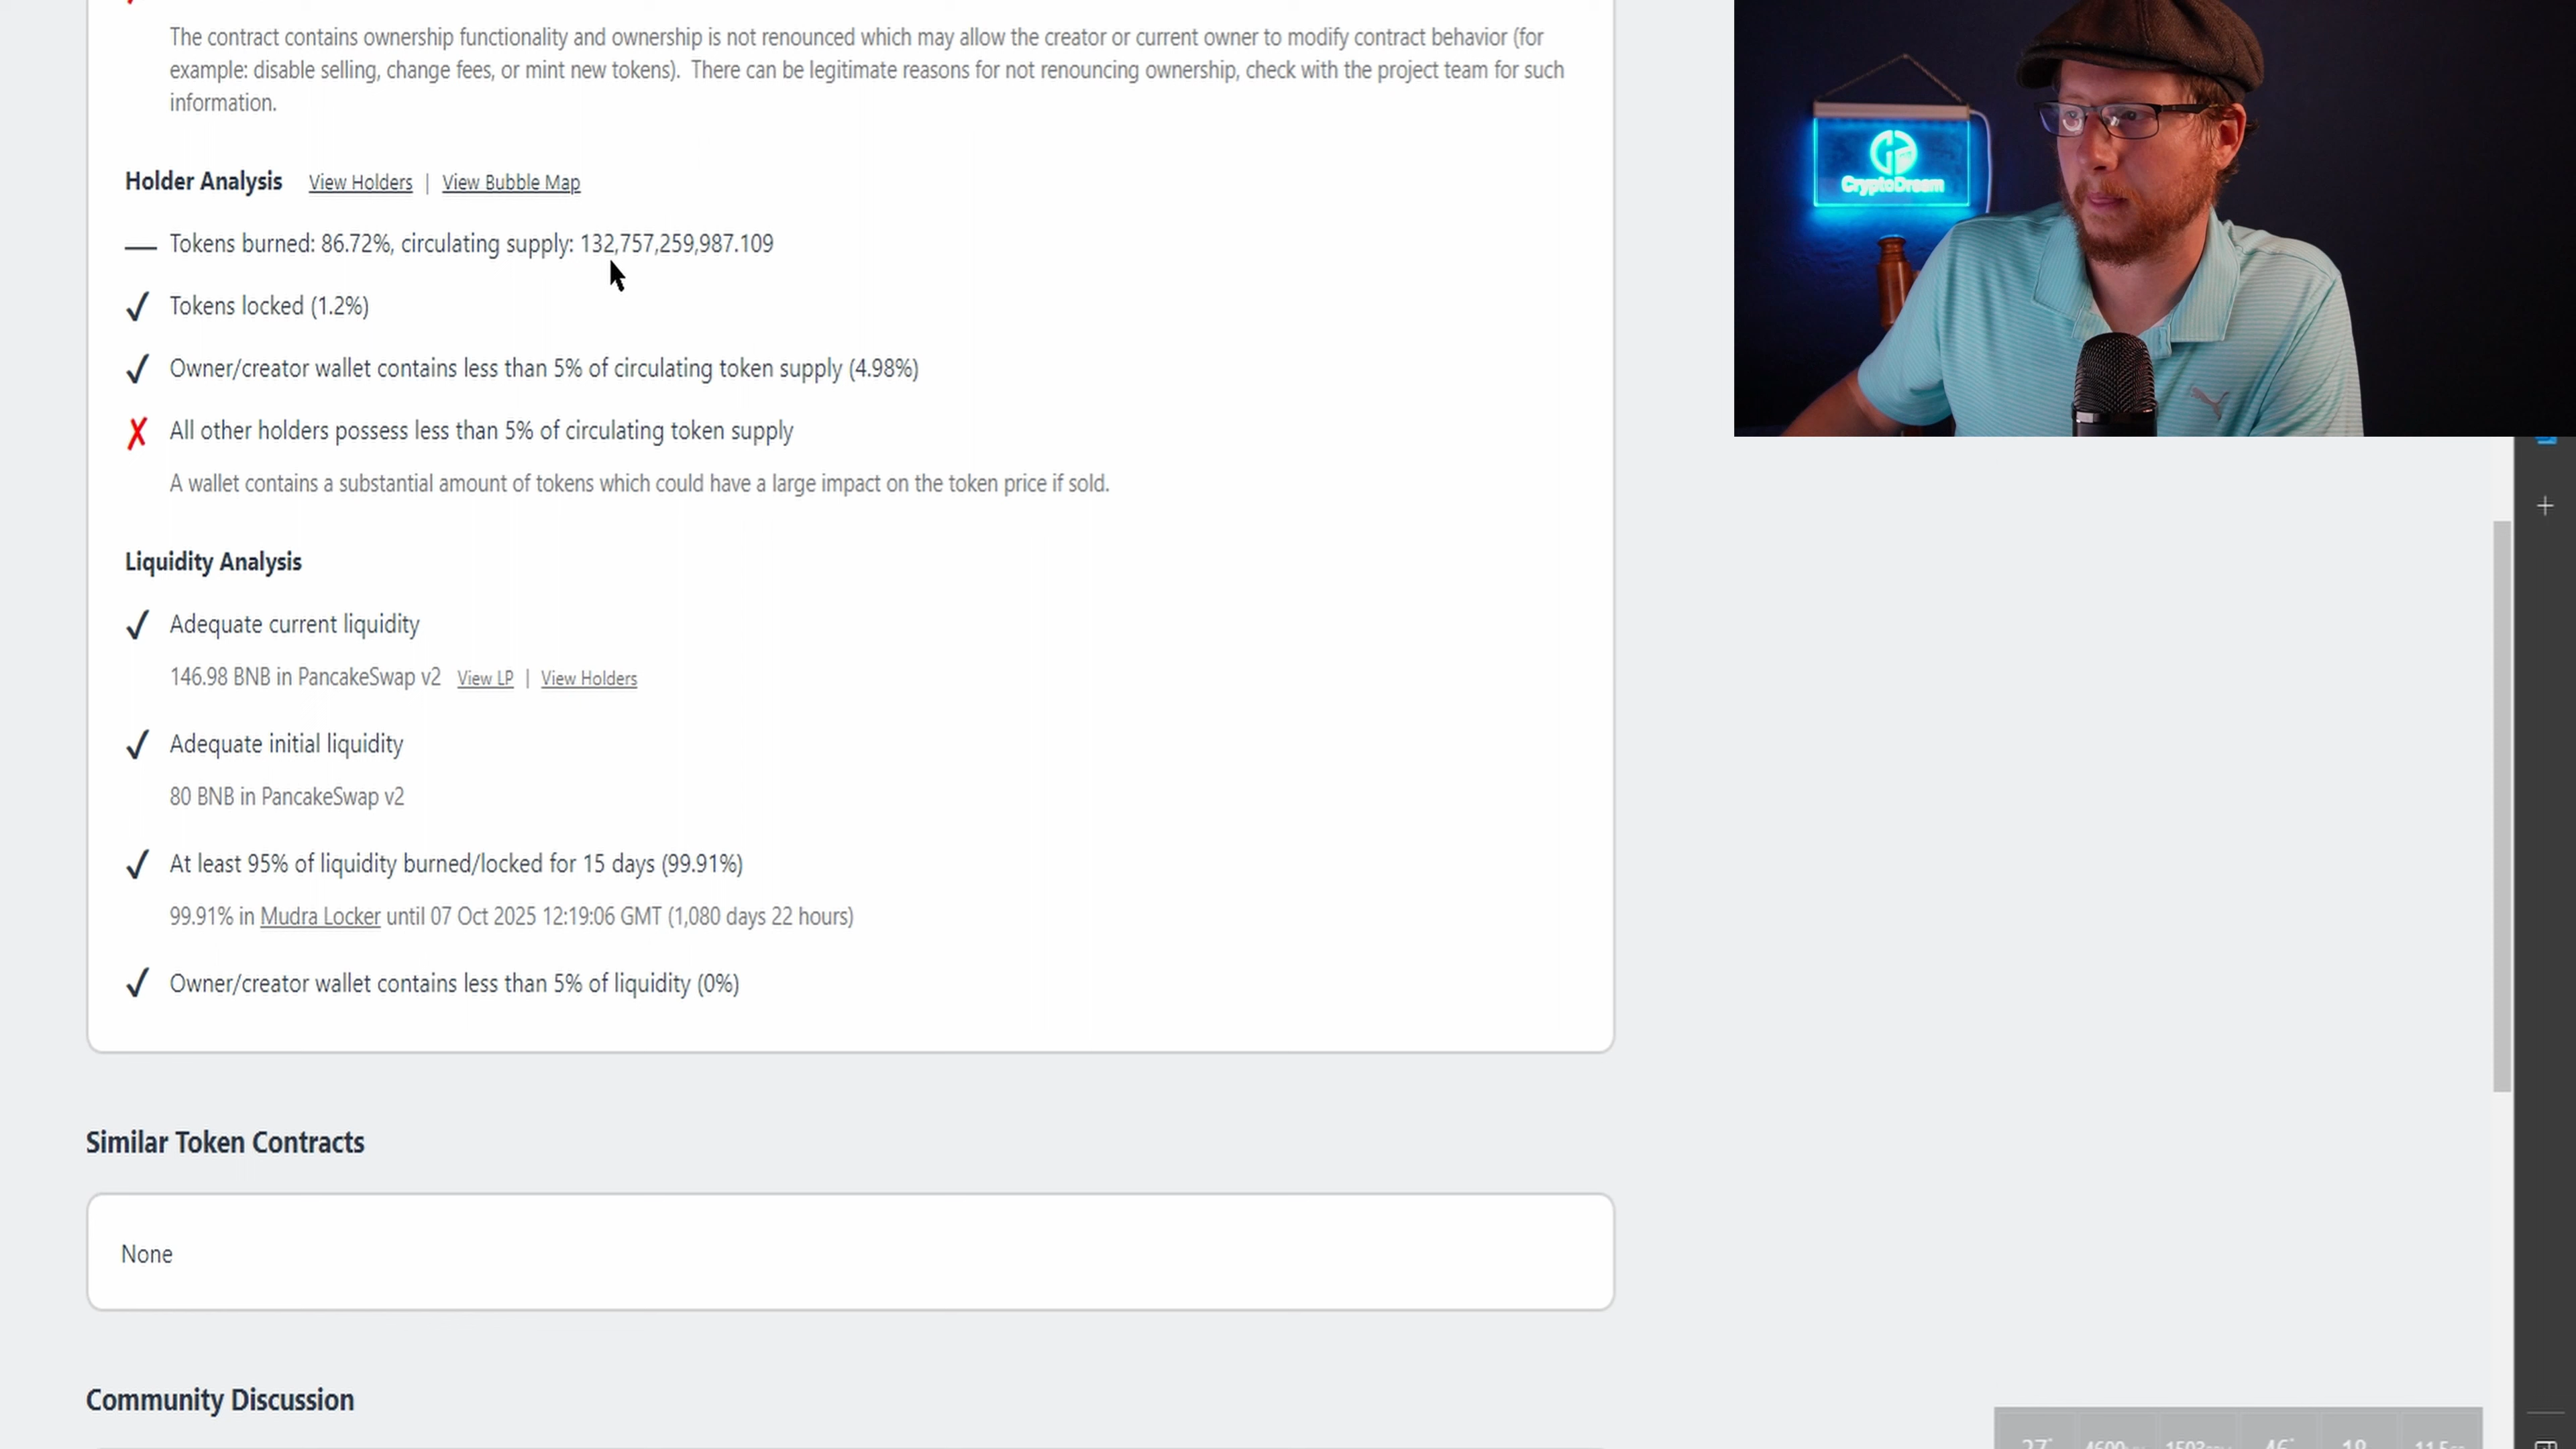 The contract contains ownership functionality and ownership is not renounced which may allow the creator or current owner to modify contract behavior (for
example: disable selling, change fees, or mint new tokens). There can be legitimate reasons for not renouncing ownership, check with the project team for such
information.
Holder Analysis View Holders | View Bubble Map
Tokens burned: 86.72%, circulating supply: 132,757,259,987.109
Tokens locked (1.2%)
Owner/creator wallet contains less than 5% of circulating token supply (4.98%)
All other holders possess less than 5% of circulating token supply
A wallet contains a substantial amount of tokens which could have a large impact on the token price if sold.
Liquidity Analysis
Adequate current liquidity
146.98 BNB in PancakeSwap v2 View LP | View Holders
Adequate initial liquidity
80 BNB in PancakeSwap v2
At least 95% of liquidity burned/locked for 15 days (99.91%)
99.91% in Mudra Locker until 07 Oct 2025 12:19:06 GMT (1,080 days 22 hours)
Owner/creator wallet contains less than 5% of liquidity (0%)
Similar Token Contracts
None
Community Discussion
CryptoDream